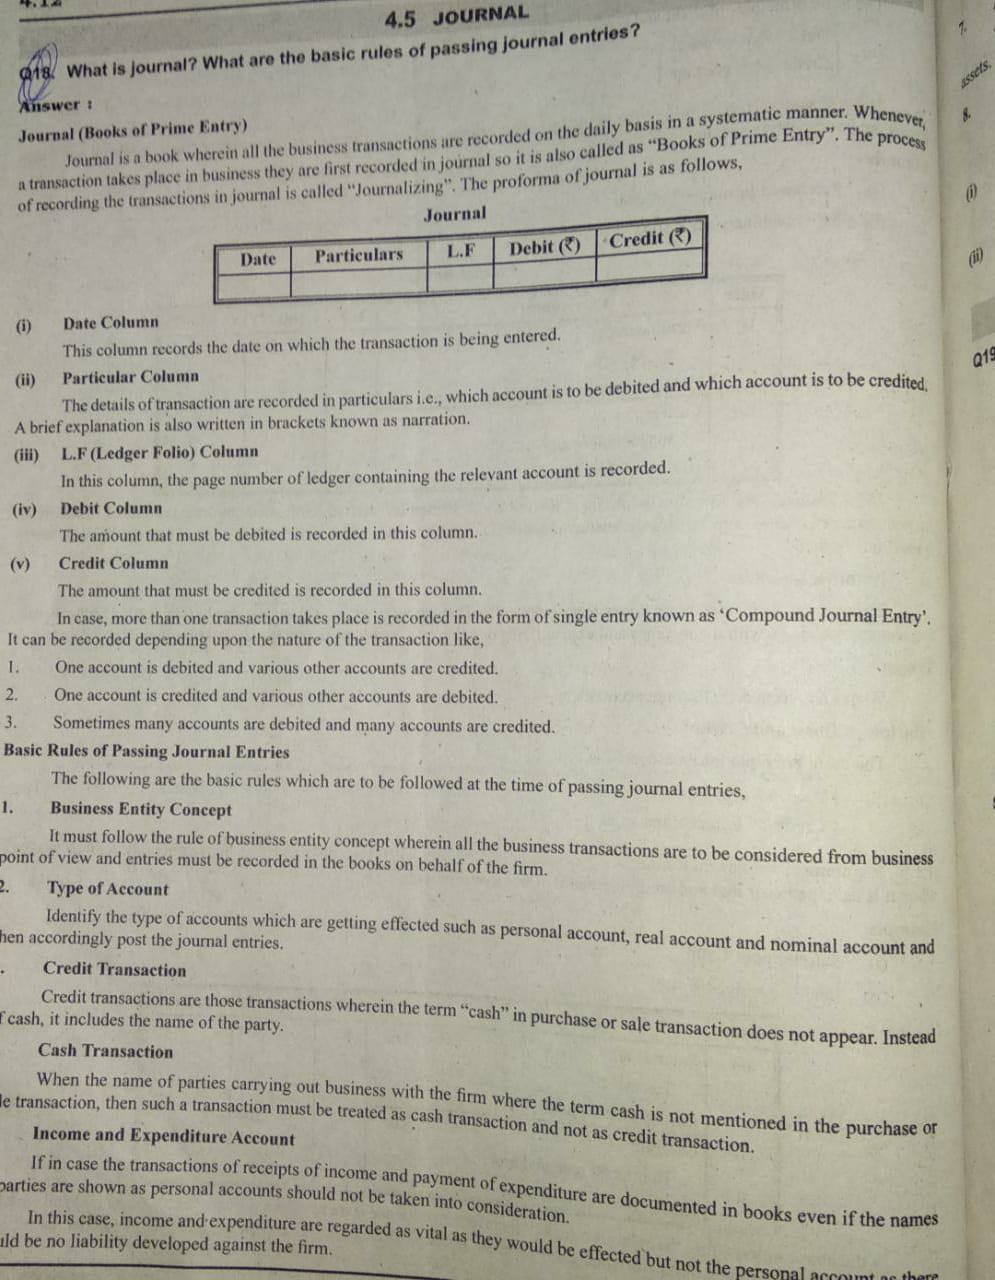 4.12
4.5 JOURNAL
Q18. What is journal? What are the basic rules of passing journal entries?
Answer :
Journal (Books of Prime Entry)
Journal is a book wherein all the business transactions are recorded on the daily basis in a systematic manner. Whenever,
a transaction takes place in business they are first recorded in journal so it is also called as “Books of Prime Entry”. The process
of recording the transactions in journal is called “Journalizing”. The proforma of journal is as follows,
Journal
Date Particulars L.F Debit (₹) Credit (₹)
(i) Date Column
This column records the date on which the transaction is being entered.
(ii) Particular Column
The details of transaction are recorded in particulars i.e., which account is to be debited and which account is to be credited,
A brief explanation is also written in brackets known as narration.
(iii) L.F (Ledger Folio) Column
In this column, the page number of ledger containing the relevant account is recorded.
(iv) Debit Column
The amount that must be debited is recorded in this column.
(v) Credit Column
The amount that must be credited is recorded in this column.
In case, more than one transaction takes place is recorded in the form of single entry known as ‘Compound Journal Entry’.
It can be recorded depending upon the nature of the transaction like,
1. One account is debited and various other accounts are credited.
2. One account is credited and various other accounts are debited.
3. Sometimes many accounts are debited and many accounts are credited.
Basic Rules of Passing Journal Entries
The following are the basic rules which are to be followed at the time of passing journal entries,
1. Business Entity Concept
It must follow the rule of business entity concept wherein all the business transactions are to be considered from business
point of view and entries must be recorded in the books on behalf of the firm.
2. Type of Account
Identify the type of accounts which are getting effected such as personal account, real account and nominal account and
hen accordingly post the journal entries.
. Credit Transaction
Credit transactions are those transactions wherein the term “cash” in purchase or sale transaction does not appear. Instead
f cash, it includes the name of the party.
Cash Transaction
When the name of parties carrying out business with the firm where the term cash is not mentioned in the purchase or
le transaction, then such a transaction must be treated as cash transaction and not as credit transaction.
Income and Expenditure Account
If in case the transactions of receipts of income and payment of expenditure are documented in books even if the names
parties are shown as personal accounts should not be taken into consideration.
In this case, income and expenditure are regarded as vital as they would be effected but not the personal account as there
uld be no liability developed against the firm.
7.
assets.
8.
(i)
(ii)
Q19